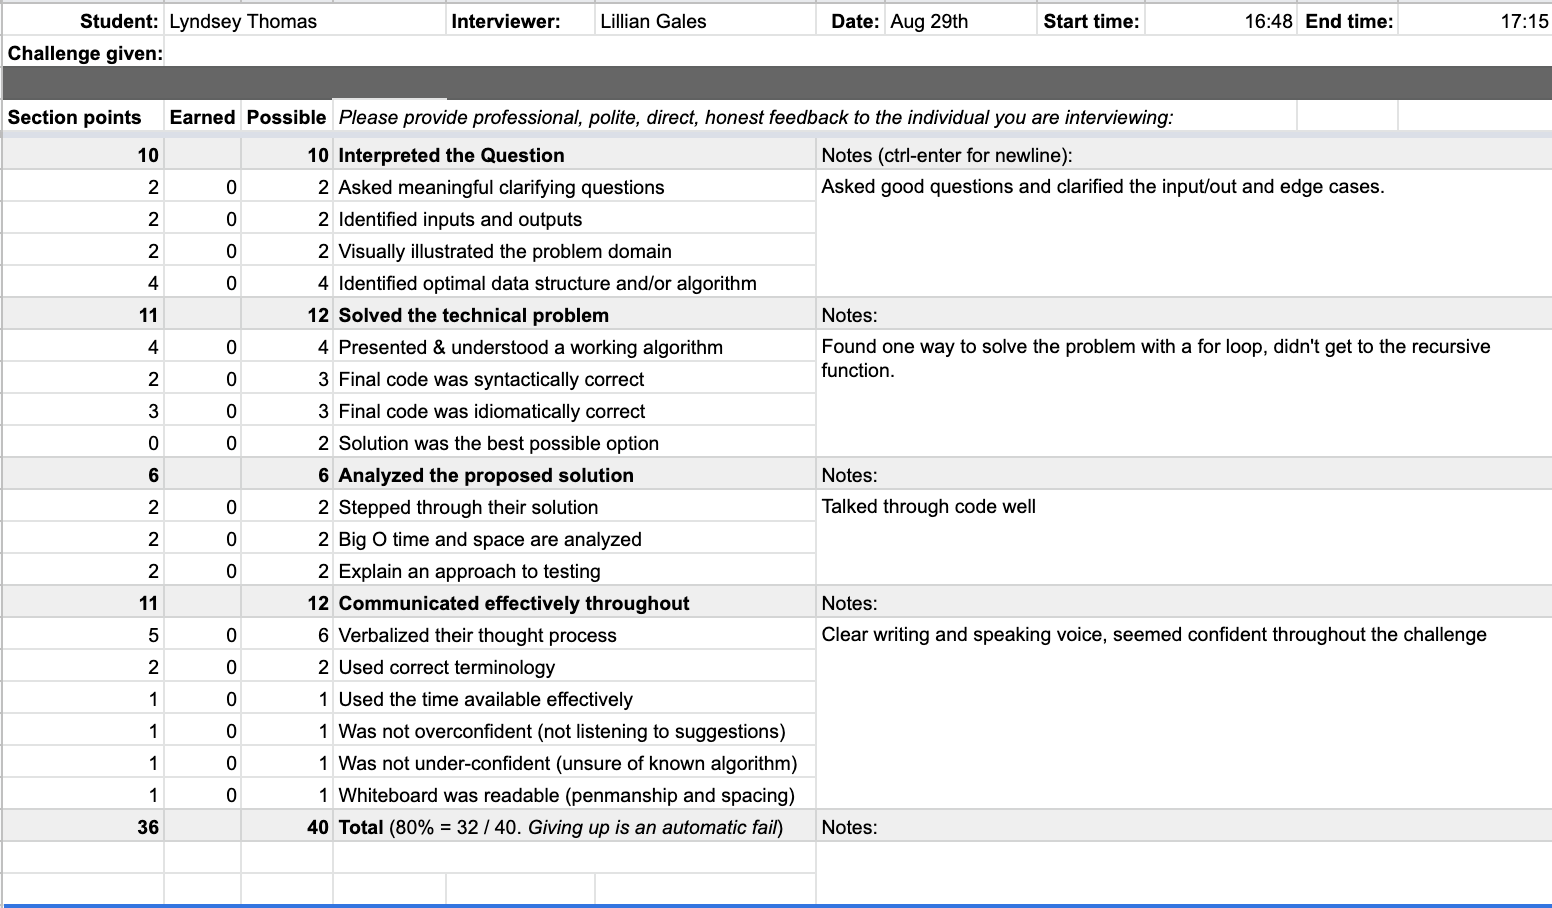 Student: Lyndsey Thomas Interviewer: Lillian Gales Date: Aug 29th Start time: 16:48 End time: 17:15
Challenge given:
Section points Earned Possible Please provide professional, polite, direct, honest feedback to the individual you are interviewing:
10 10 Interpreted the Question Notes (ctrl-enter for newline):
2 0 2 Asked meaningful clarifying questions Asked good questions and clarified the input/out and edge cases.
2 0 2 Identified inputs and outputs
2 0 2 Visually illustrated the problem domain
4 0 4 Identified optimal data structure and/or algorithm
11 12 Solved the technical problem Notes:
4 0 4 Presented & understood a working algorithm Found one way to solve the problem with a for loop, didn't get to the recursive
function.
2 0 3 Final code was syntactically correct
3 0 3 Final code was idiomatically correct
0 0 2 Solution was the best possible option
6 6 Analyzed the proposed solution Notes:
2 0 2 Stepped through their solution Talked through code well
2 0 2 Big O time and space are analyzed
2 0 2 Explain an approach to testing
11 12 Communicated effectively throughout Notes:
5 0 6 Verbalized their thought process Clear writing and speaking voice, seemed confident throughout the challenge
2 0 2 Used correct terminology
1 0 1 Used the time available effectively
1 0 1 Was not overconfident (not listening to suggestions)
1 0 1 Was not under-confident (unsure of known algorithm)
1 0 1 Whiteboard was readable (penmanship and spacing)
36 40 Total (80% = 32 / 40. Giving up is an automatic fail) Notes: